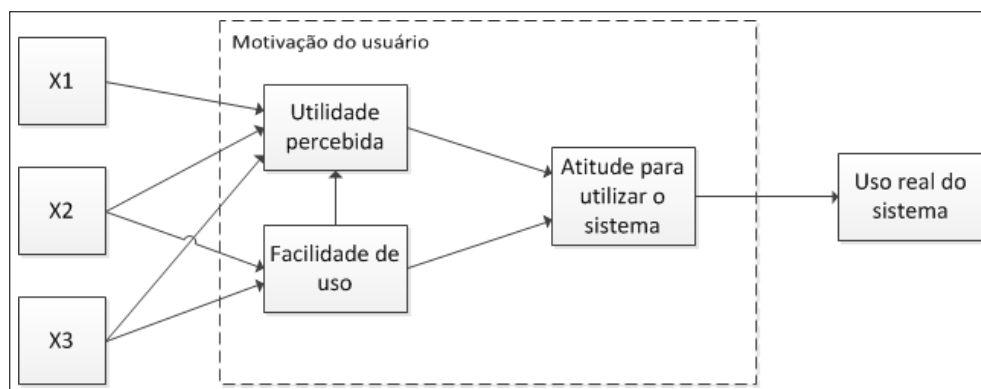 Motivação do usuário
X1
Utilidade
percebida
X2
Atitude para
utilizar o
sistema
Uso real do
sistema
Facilidade de
uso
X3